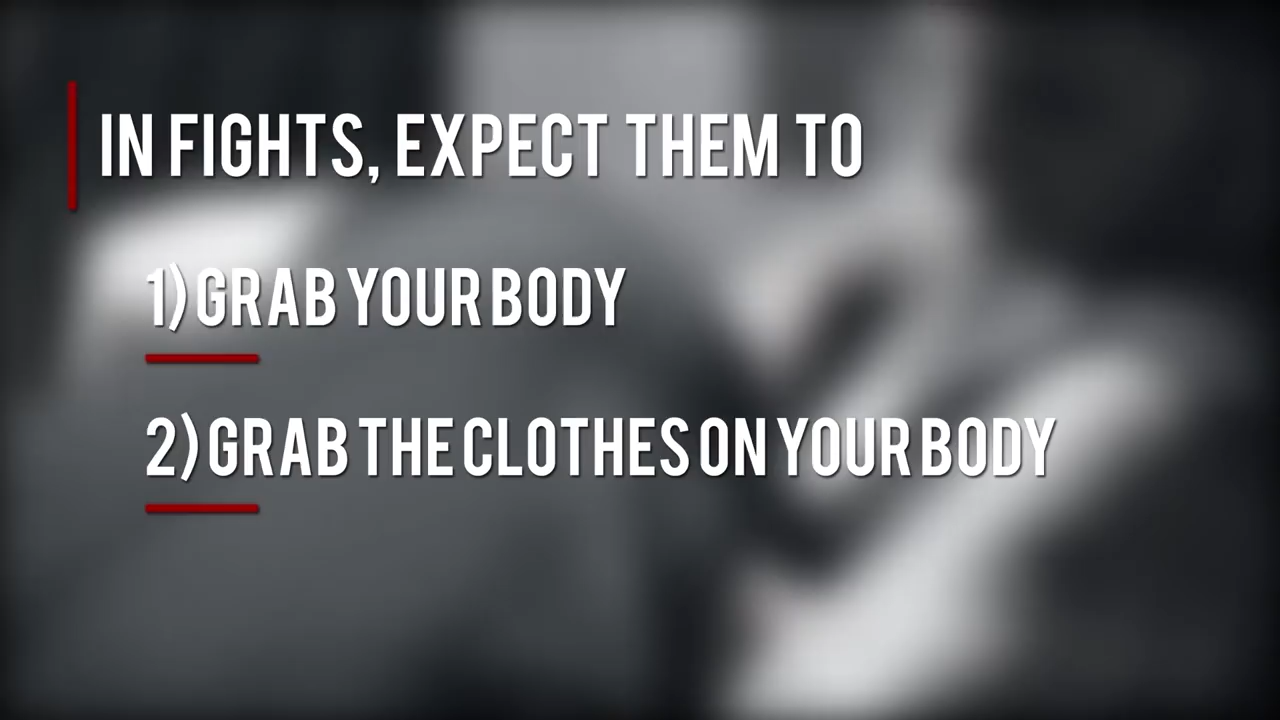 IN FIGHTS, EXPECT THEM TO
1) GRAB YOUR BODY
2) GRAB THE CLOTHES ON YOUR BODY